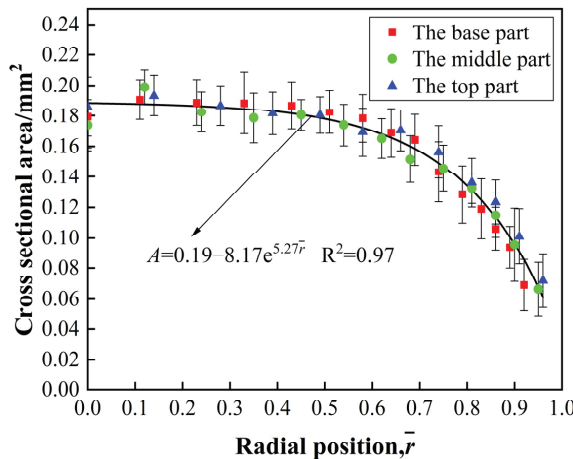 0.24
0.22
0.20
0.18
0.16
0.14
0.12
0.10
0.08
0.06
0.04
0.02
0.00
Cross sectional area/mm²
The base part
The middle part
The top part
A=0.19–8.17e^{5.27r̅} R²=0.97
0.0 0.1 0.2 0.3 0.4 0.5 0.6 0.7 0.8 0.9 1.0
Radial position,r̅